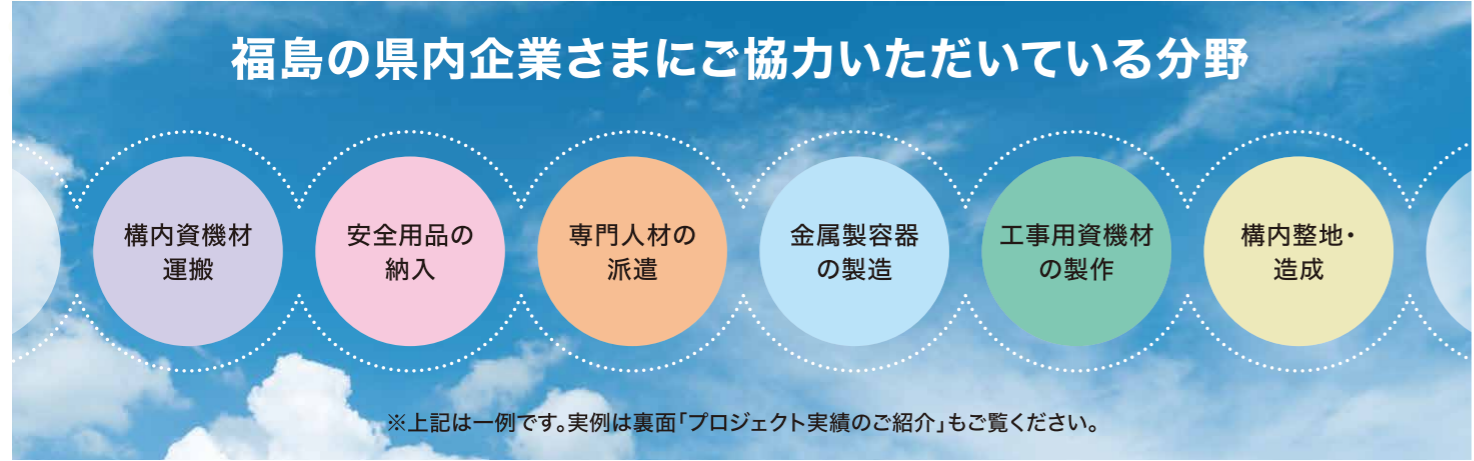 福島の県内企業さまにご協力いただいている分野
構内資機材
運搬
安全用品の
納入
専門人材の
派遣
金属製容器
の製造
工事用資機材
の製作
構内整地・
造成
※上記は一例です。実例は裏面「プロジェクト実績のご紹介」もご覧ください。